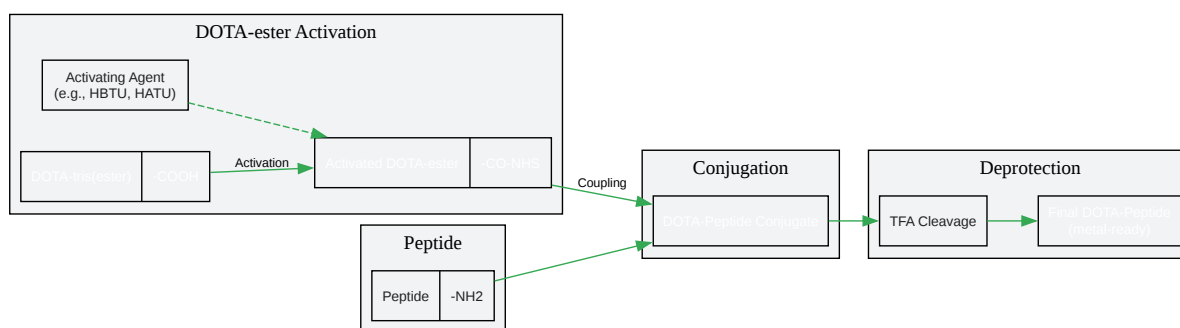 DOTA-ester Activation
Activating Agent
(e.g., HBTU, HATU)
DOTA-tris(ester)
-COOH
Activation
Activated DOTA-ester
-CO-NHS
Coupling
Peptide
Peptide
-NH2
Conjugation
DOTA-Peptide Conjugate
Deprotection
TFA Cleavage
Final DOTA-Peptide
(metal-ready)